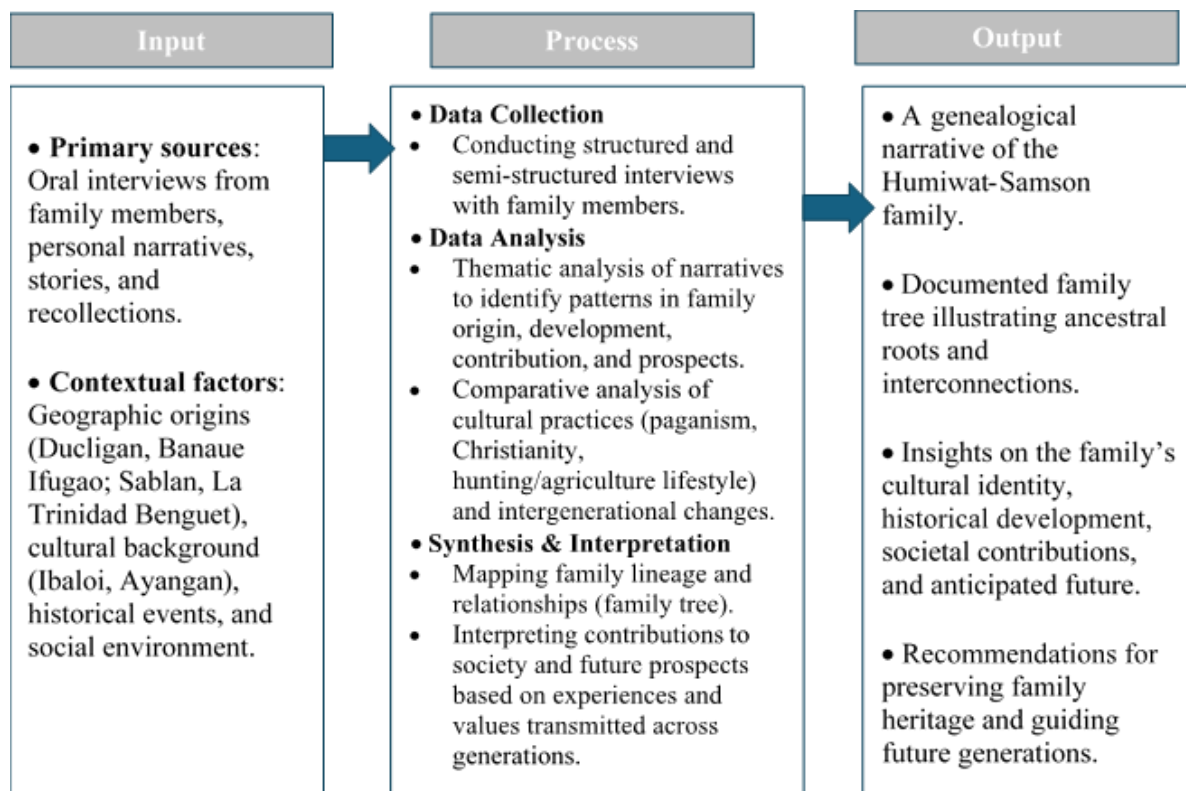 Input
• Primary sources:
Oral interviews from
family members,
personal narratives,
stories, and
recollections.
• Contextual factors:
Geographic origins
(Ducligan, Banaue
Ifugao; Sablan, La
Trinidad Benguet),
cultural background
(Ibaloi, Ayangan),
historical events, and
social environment.
Process
• Data Collection
• Conducting structured and
semi-structured interviews
with family members.
• Data Analysis
• Thematic analysis of narratives
to identify patterns in family
origin, development,
contribution, and prospects.
• Comparative analysis of
cultural practices (paganism,
Christianity,
hunting/agriculture lifestyle)
and intergenerational changes.
• Synthesis & Interpretation
• Mapping family lineage and
relationships (family tree).
• Interpreting contributions to
society and future prospects
based on experiences and
values transmitted across
generations.
Output
• A genealogical
narrative of the
Humiwat-Samson
family.
• Documented family
tree illustrating ancestral
roots and
interconnections.
• Insights on the family’s
cultural identity,
historical development,
societal contributions,
and anticipated future.
• Recommendations for
preserving family
heritage and guiding
future generations.